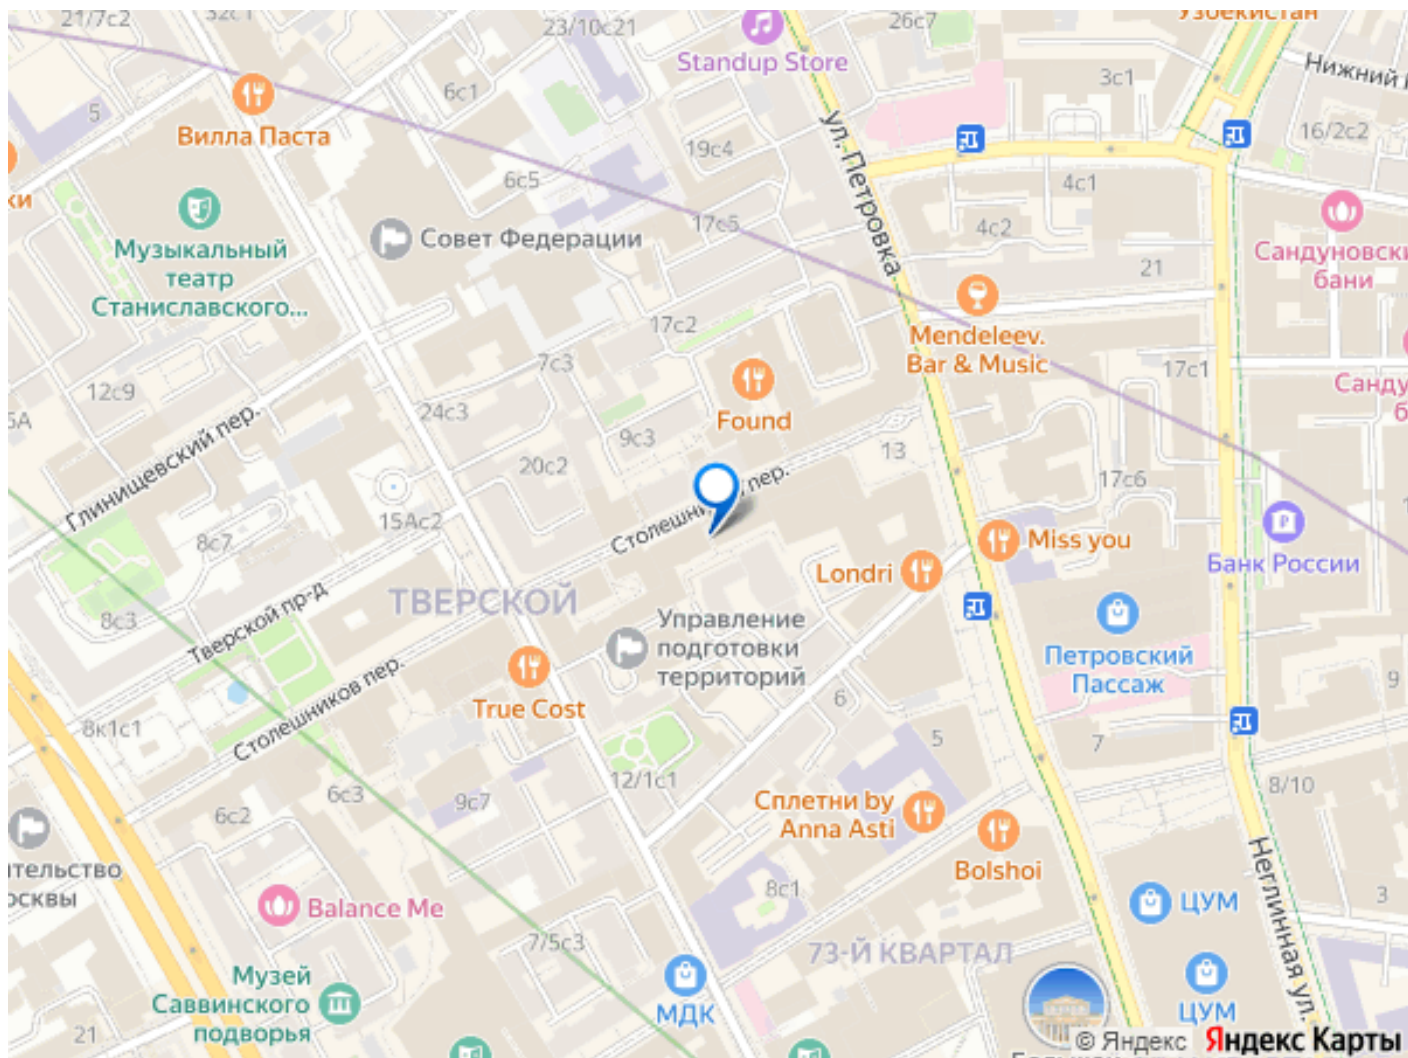 21/7с2
32с1
23/10с21
26с7
Узбекистан
Standup Store
Нижний
3с1
6с1
5
Вилла Паста
ул. Петровка
16/2с2
19с4
6с5
4с1
ки
17с5
4с2
Совет Федерации
Музыкальный
театр
Станиславского...
Сандуновски
бани
21
17с2
Mendeleev.
Bar & Music
7с3
17с1
12с9
24с3
Found
9с3
Глинищевский пер.
13
20с2
Столешников пер.
17с6
15Ас2
8с7
Miss you
Банк России
Londri
ТВЕРСКОЙ
8с3
Тверской пр-д
Управление
подготовки
территорий
Петровский
Пассаж
9
6
True Cost
Столешников пер.
8к1с1
5
7
12/1с1
8/10
6с3
9с7
6с2
Сплетни by
Anna Asti
Bolshoi
Неглинная ул.
8с1
3
ЦУМ
Balance Me
7/5с3
73-Й КВАРТАЛ
Музей
Саввинского
подворья
МДК
ЦУМ
21
© Яндекс Яндекс Карты